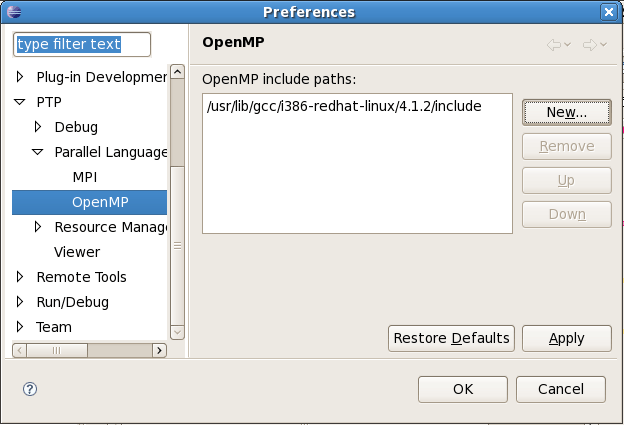 Preferences
type filter text
Plug-in Developmen
PTP
Debug
Parallel Language
MPI
OpenMP
Resource Manag
Viewer
Remote Tools
Run/Debug
Team
OpenMP
OpenMP include paths:
/usr/lib/gcc/i386-redhat-linux/4.1.2/include
New...
Remove
Up
Down
Restore Defaults
Apply
?
OK
Cancel